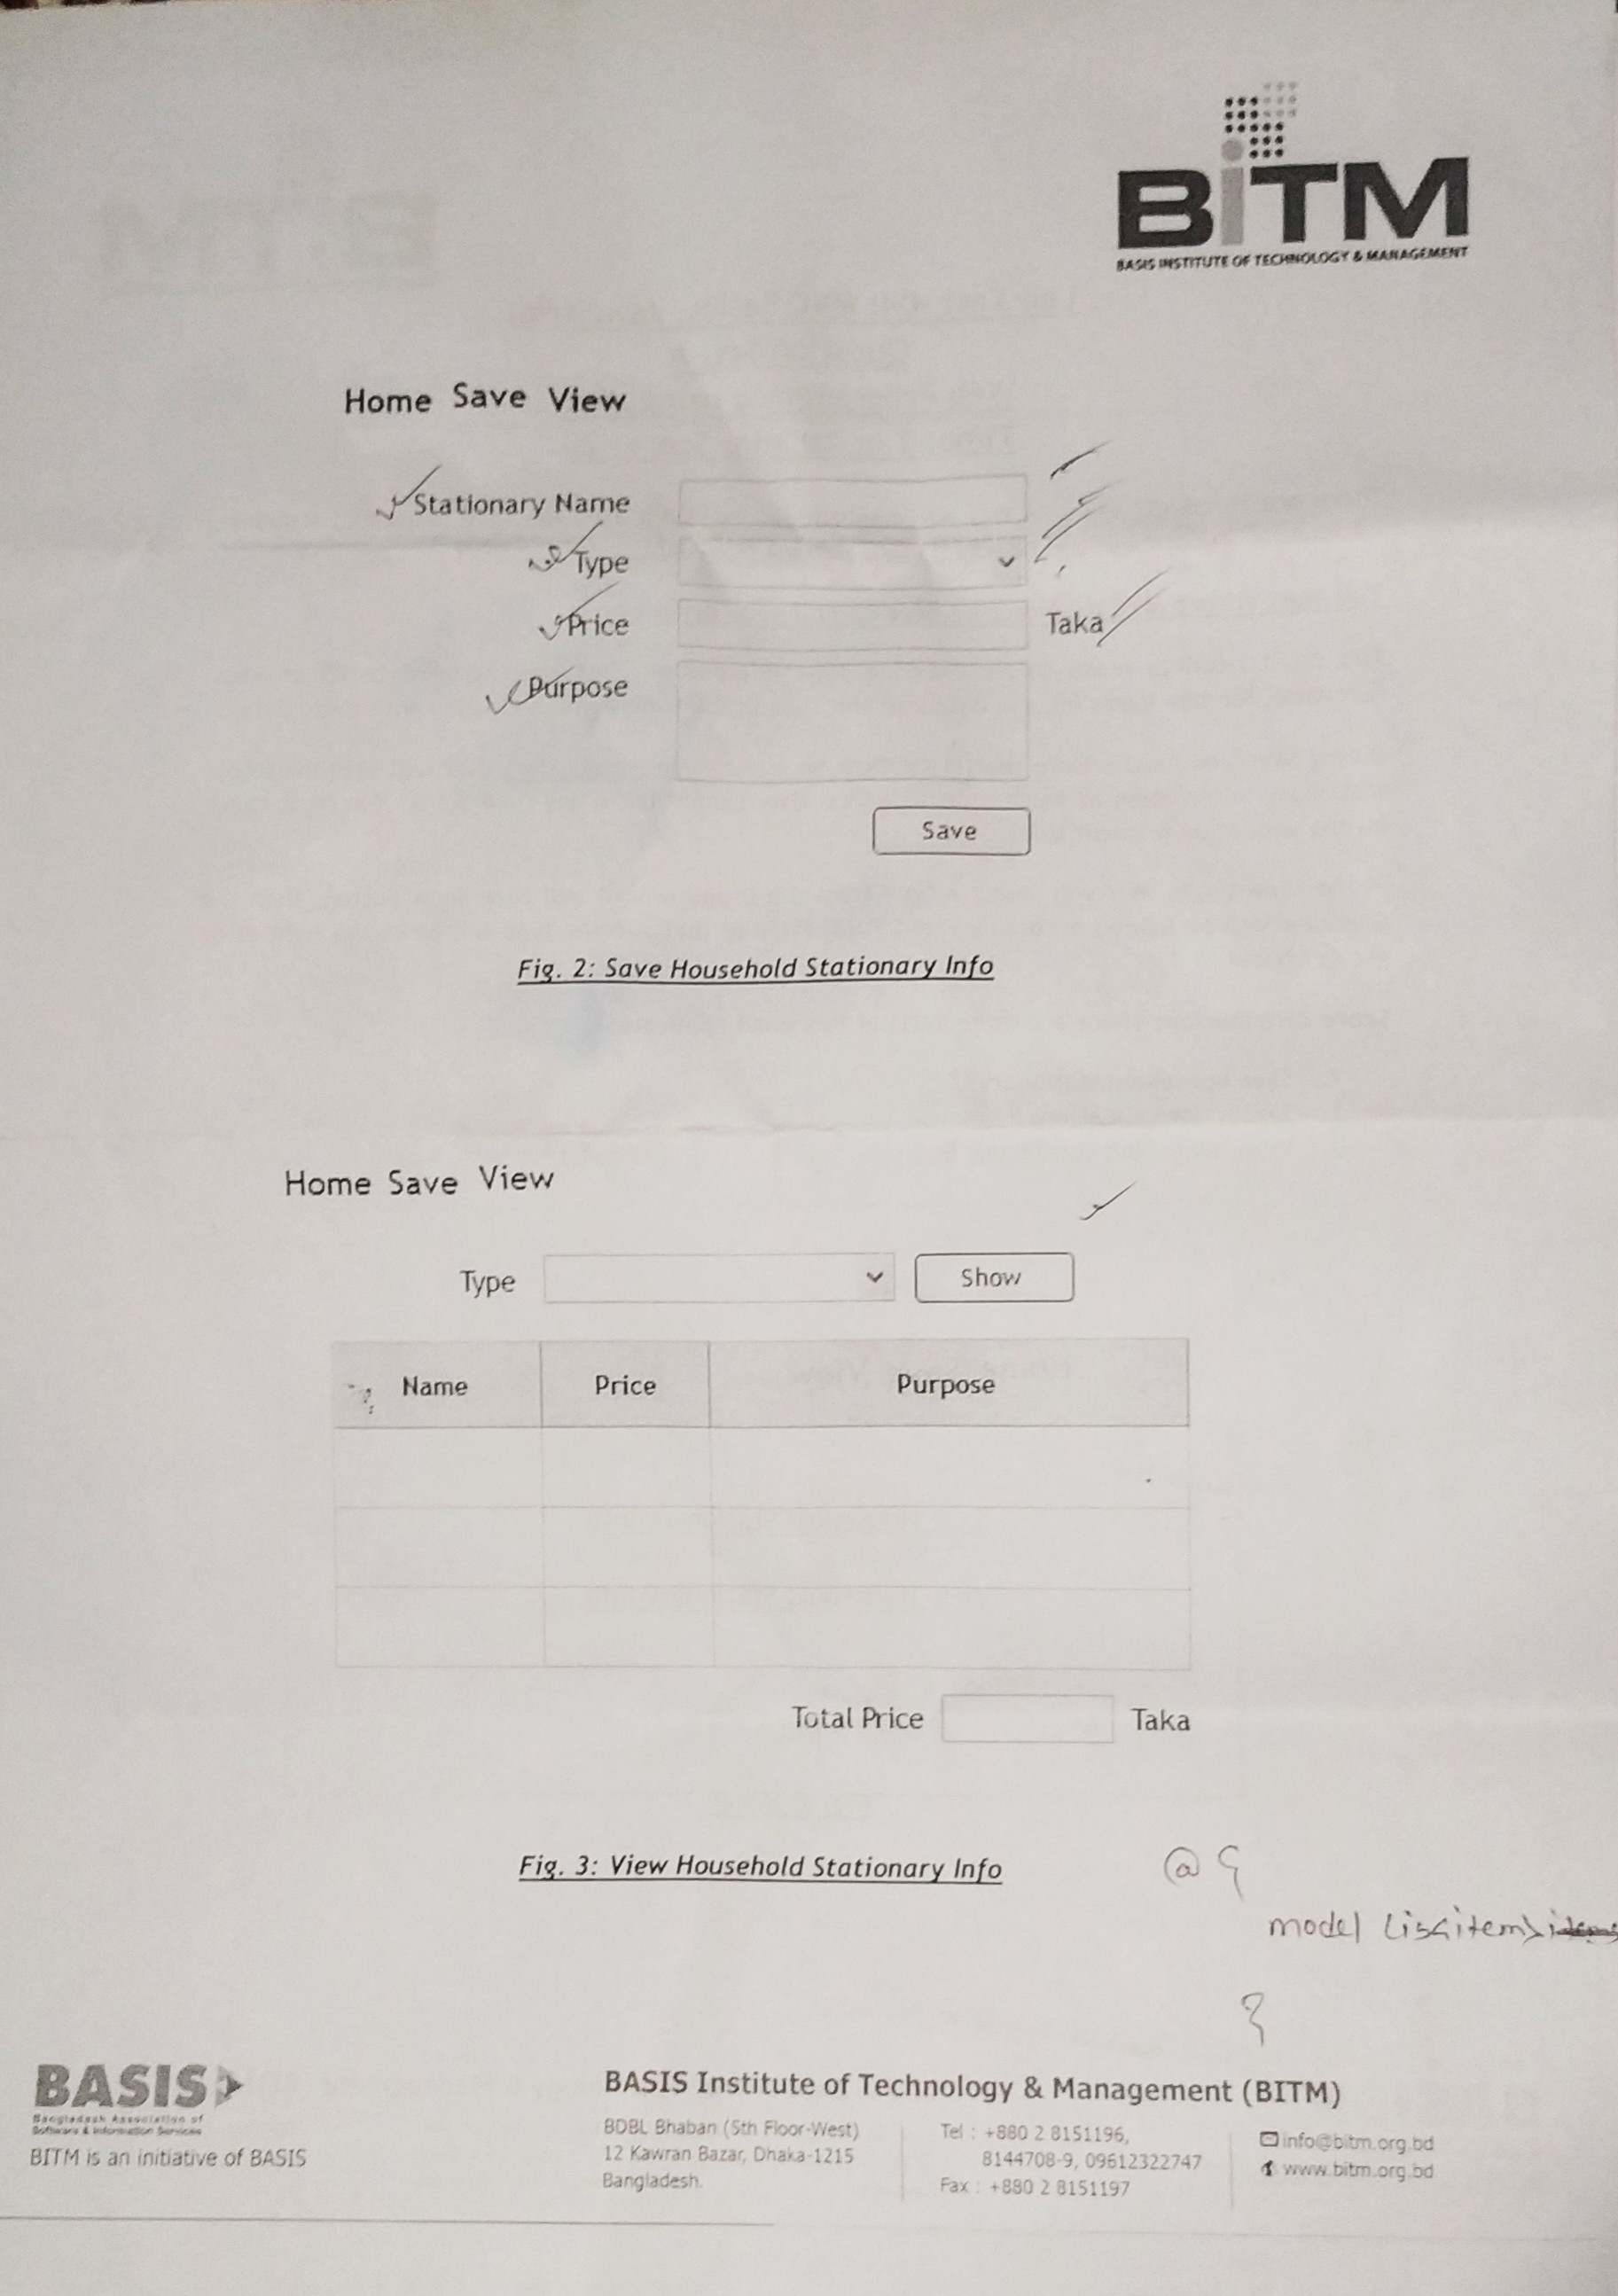 BiTM
BASIS INSTITUTE OF TECHNOLOGY & MANAGEMENT
Home Save View
Stationary Name
Type
Price Taka
Purpose
Save
Fig. 2: Save Household Stationary Info
Home Save View
Type Show
Name Price Purpose
Total Price Taka
Fig. 3: View Household Stationary Info
@ {
model
}
BASIS
Bangladesh Association of
Software & Information Services
BITM is an initiative of BASIS
BASIS Institute of Technology & Management (BITM)
BDBL Bhaban (5th Floor-West)
12 Kawran Bazar, Dhaka-1215
Bangladesh.
Tel : +880 2 8151196,
8144708-9, 09612322747
Fax : +880 2 8151197
info@bitm.org.bd
www.bitm.org.bd